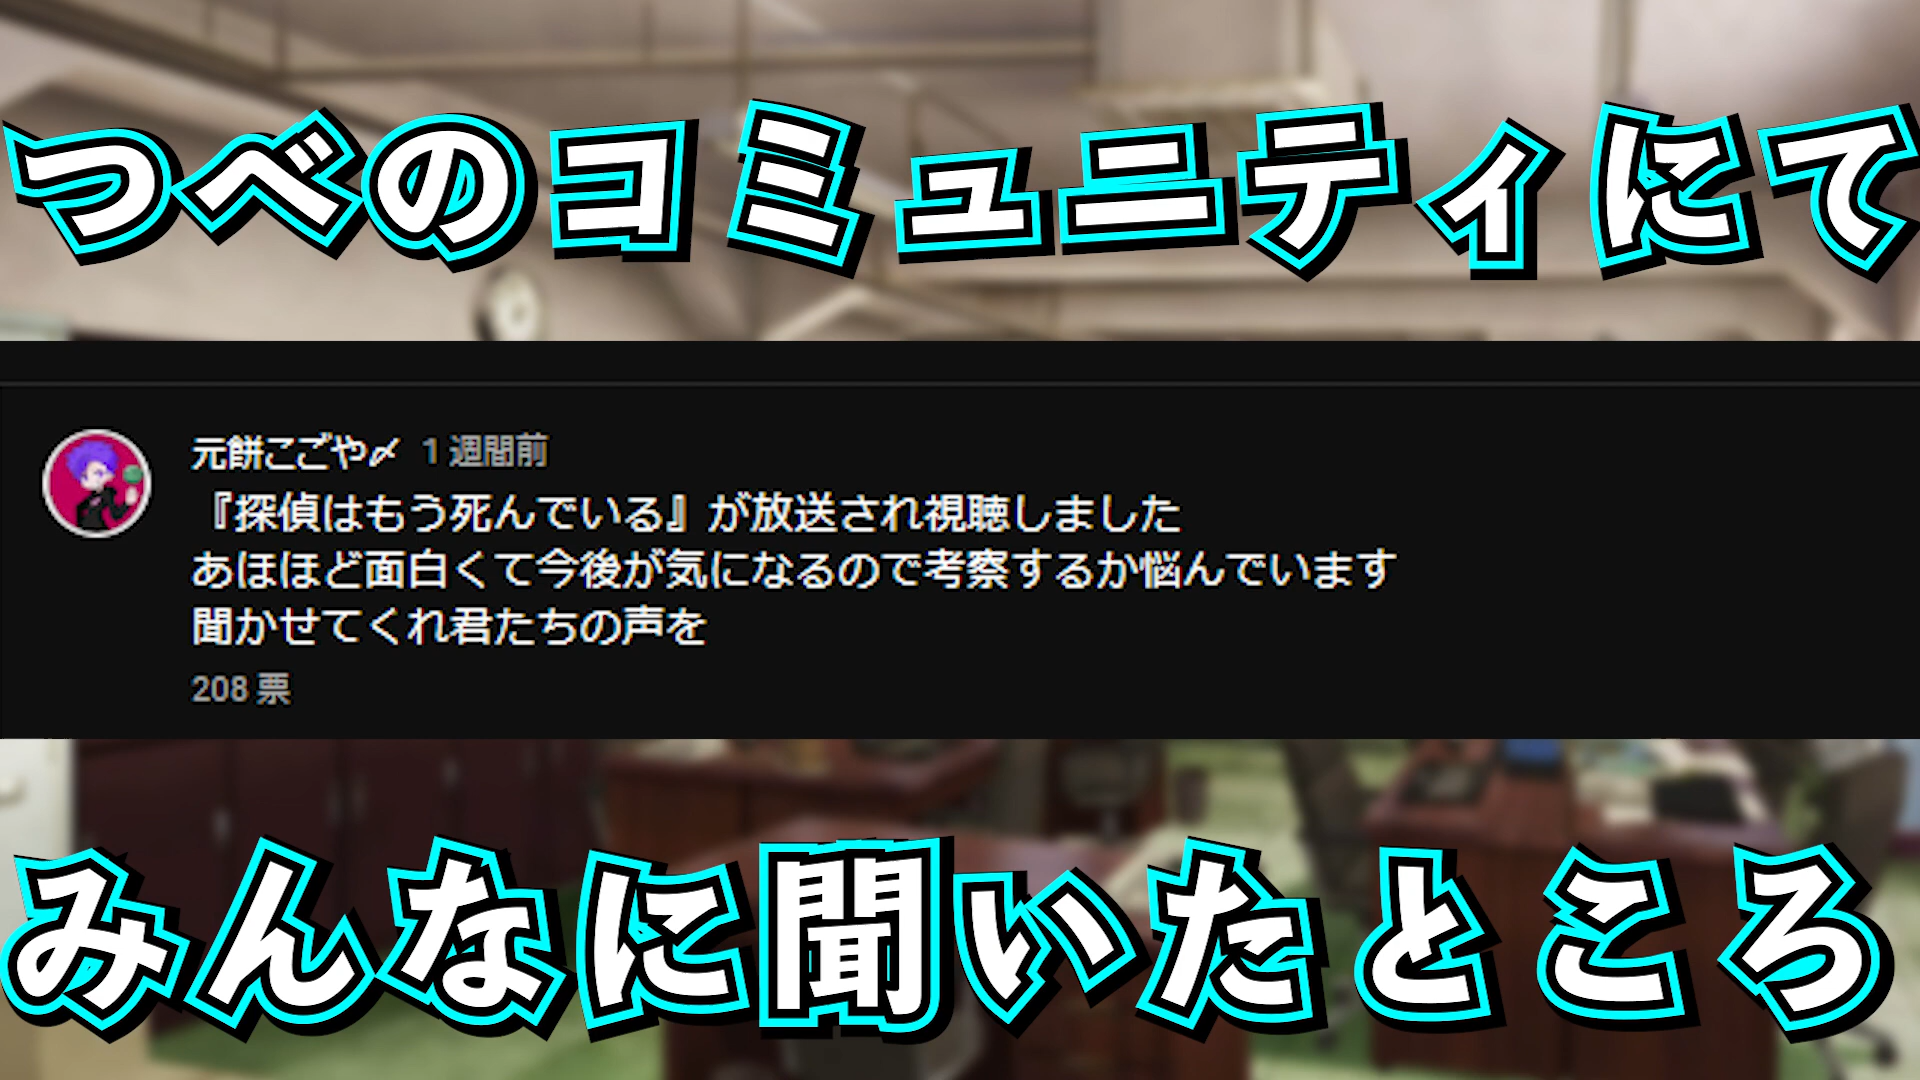 つべのコミュニティにて
元餅こごや〆 1 週間前
『探偵はもう死んでいる』が放送され視聴しました
あほほど面白くて今後が気になるので考察するか悩んでいます
聞かせてくれ君たちの声を
208 票
みんなに聞いたところ